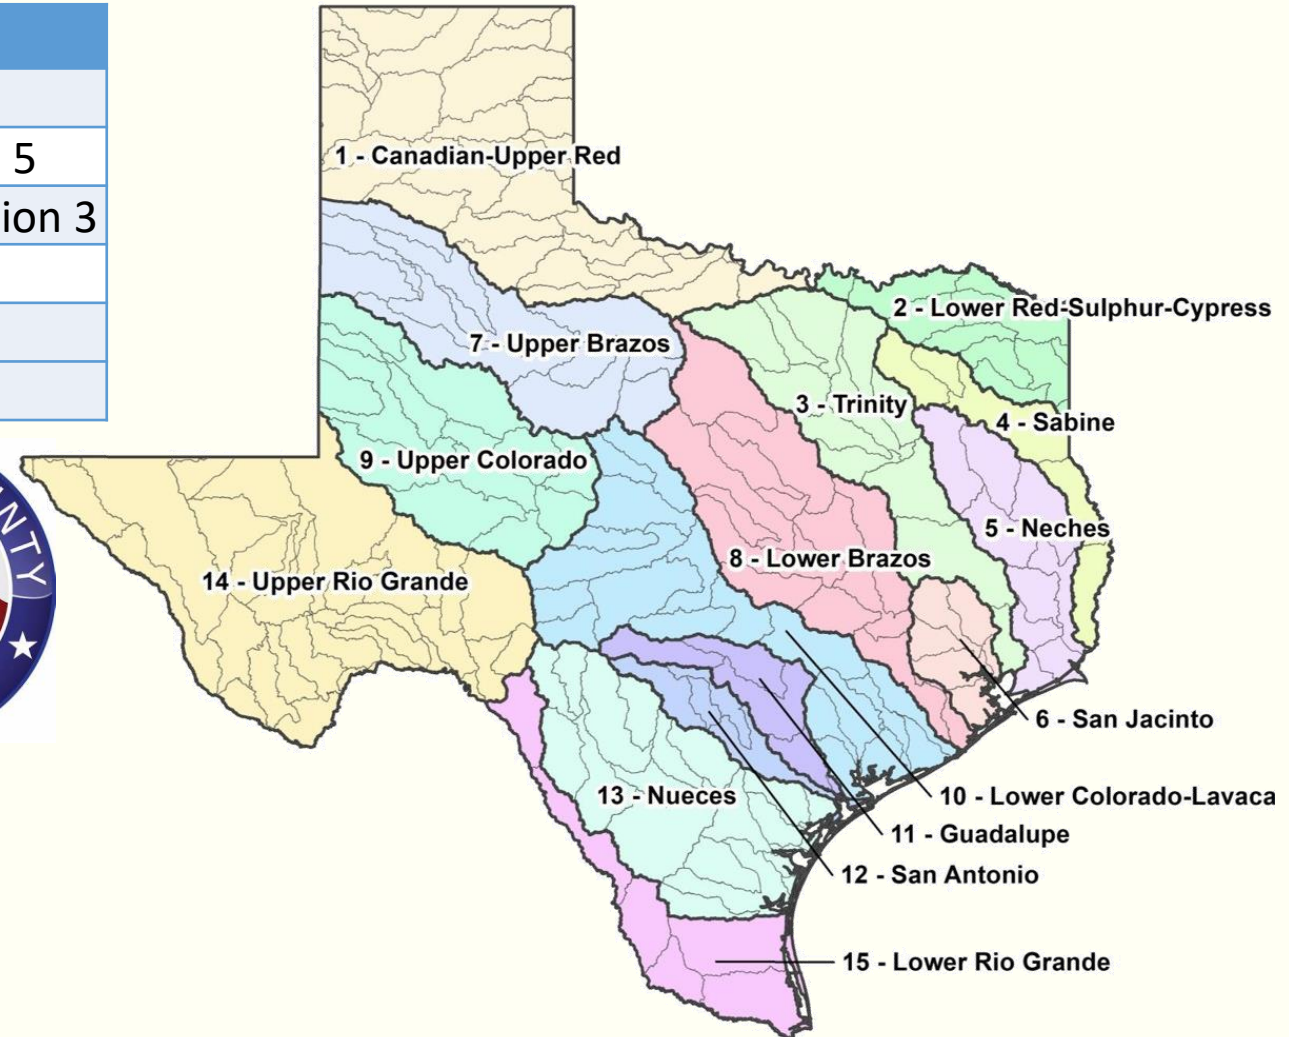 5
ion 3
1 - Canadian-Upper Red
2 - Lower Red-Sulphur-Cypress
7 - Upper Brazos
3 - Trinity
4 - Sabine
9 - Upper Colorado
5 - Neches
8 - Lower Brazos
14 - Upper Rio Grande
NTY
6 - San Jacinto
13 - Nueces
10 - Lower Colorado-Lavaca
11 - Guadalupe
12 - San Antonio
15 - Lower Rio Grande